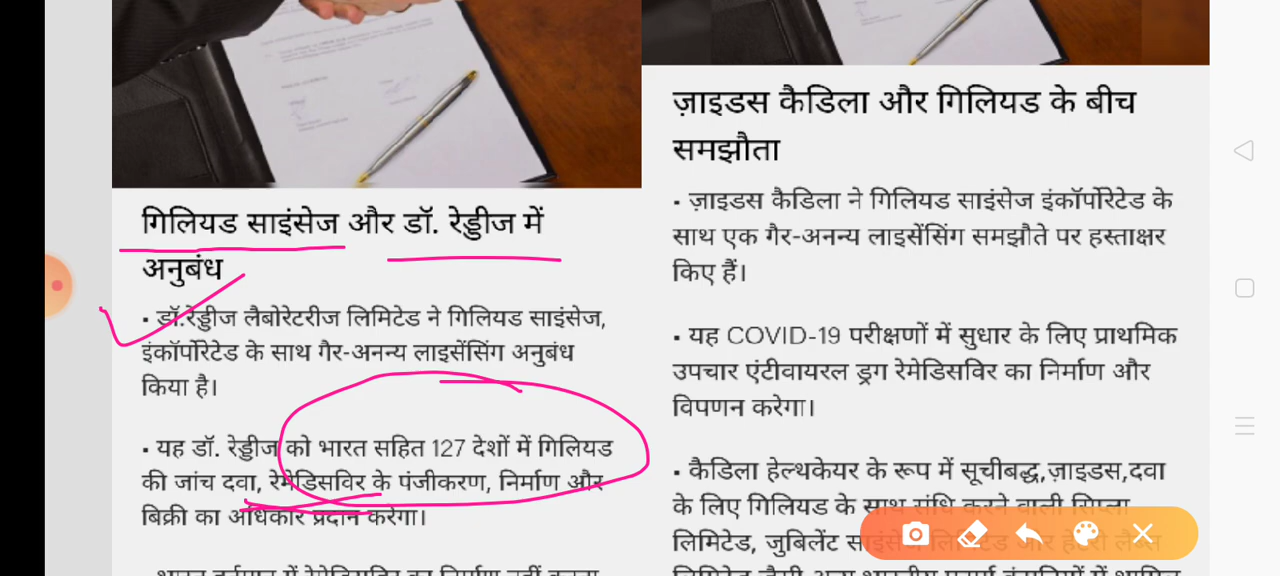 गिलियड साइंसेज और डॉ. रेड्डीज में
अनुबंध
• डॉ.रेड्डीज लैबोरेटरीज लिमिटेड ने गिलियड साइंसेज,
इंकॉर्पोरेटेड के साथ गैर-अनन्य लाइसेंसिंग अनुबंध
किया है।
• यह डॉ. रेड्डीज को भारत सहित 127 देशों में गिलियड
की जांच दवा, रेमेडिसविर के पंजीकरण, निर्माण और
बिक्री का अधिकार प्रदान करेगा।
ज़ाइडस कैडिला और गिलियड के बीच
समझौता
• ज़ाइडस कैडिला ने गिलियड साइंसेज इंकॉर्पोरेटेड के
साथ एक गैर-अनन्य लाइसेंसिंग समझौते पर हस्ताक्षर
किए हैं।
• यह COVID-19 परीक्षणों में सुधार के लिए प्राथमिक
उपचार एंटीवायरल ड्रग रेमेडिसविर का निर्माण और
विपणन करेगा।
• कैडिला हेल्थकेयर के रूप में सूचीबद्ध,ज़ाइडस,दवा
के लिए गिलियड के साथ संधि करने वाली सिप्ला
लिमिटेड, जुबिलेंट साइंसेज लिमिटेड और हेटेरो लैब्स